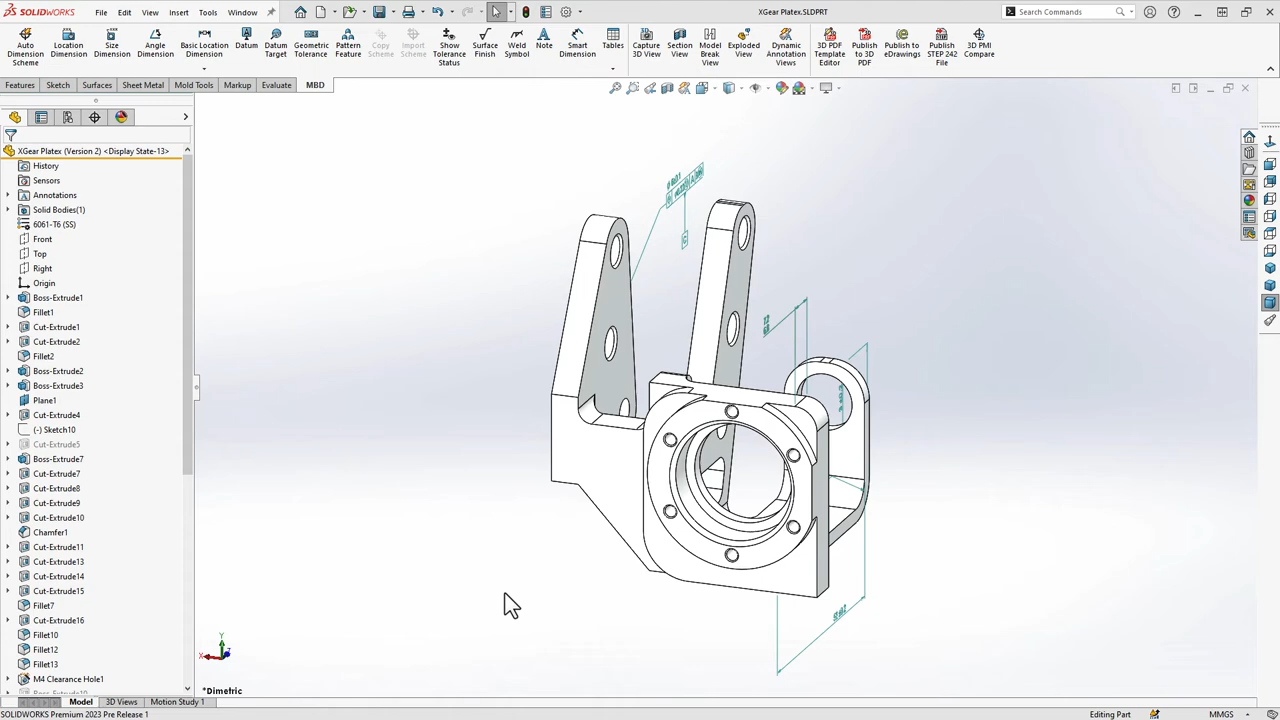 SOLIDWORKS
File
Edit
View
Insert
Tools
Window
XGear Platex.SLDPRT
Search Commands
Auto Dimension Scheme
Location Dimension
Size Dimension
Angle Dimension
Basic Location Dimension
Datum
Datum Target
Geometric Tolerance
Pattern Feature
Copy Scheme
Import Scheme
Show Tolerance Status
Surface Finish
Weld Symbol
Note
Smart Dimension
Tables
Capture 3D View
Section View
Model Break View
Exploded View
Dynamic Annotation Views
3D PDF Template Editor
Publish to 3D PDF
Publish to eDrawings
Publish STEP 242 File
3D PMI Compare
Features
Sketch
Surfaces
Sheet Metal
Mold Tools
Markup
Evaluate
MBD
XGear Platex (Version 2) <Display State-13>
History
Sensors
Annotations
Solid Bodies(1)
6061-T6 (SS)
Front
Top
Right
Origin
Boss-Extrude1
Fillet1
Cut-Extrude1
Cut-Extrude2
Fillet2
Boss-Extrude2
Boss-Extrude3
Plane1
Cut-Extrude4
(-) Sketch10
Cut-Extrude5
Boss-Extrude7
Cut-Extrude7
Cut-Extrude8
Cut-Extrude9
Cut-Extrude10
Chamfer1
Cut-Extrude11
Cut-Extrude13
Cut-Extrude14
Cut-Extrude15
Fillet7
Cut-Extrude16
Fillet10
Fillet12
Fillet13
M4 Clearance Hole1
Y
X
Z
*Dimetric
Model
3D Views
Motion Study 1
SOLIDWORKS Premium 2023 Pre Release 1
Editing Part
MMGS